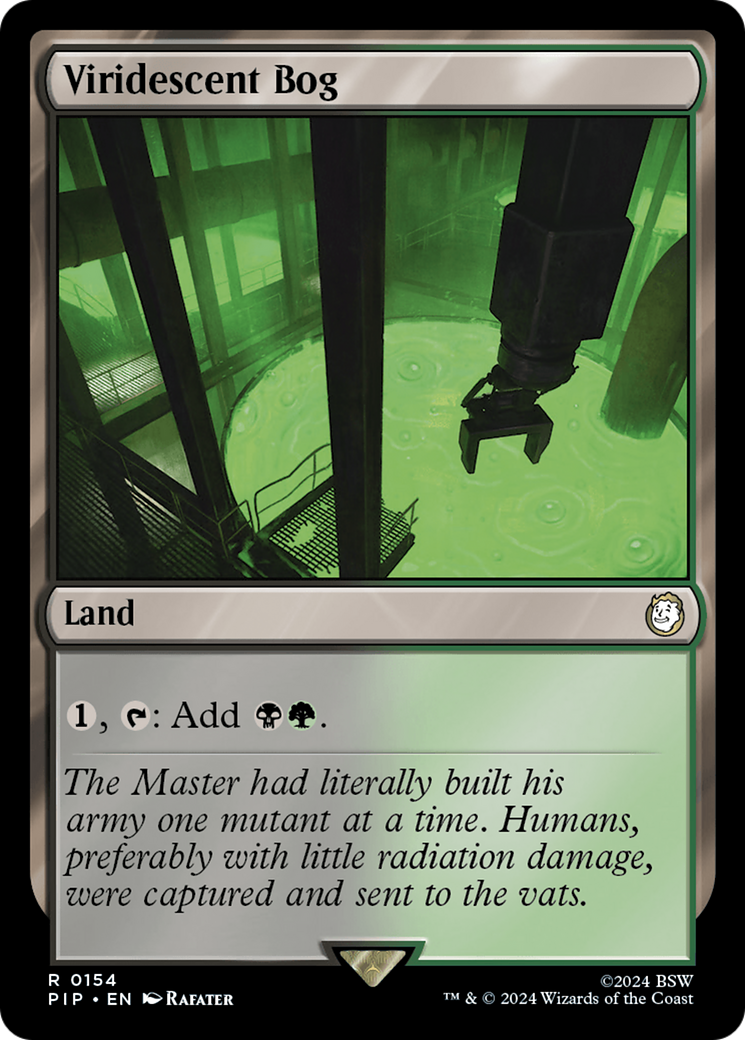 Viridescent Bog
Land
1, : Add .
The Master had literally built his
army one mutant at a time. Humans,
preferably with little radiation damage,
were captured and sent to the vats.
R 0154
PIP • EN Rafater
©2024 BSW
™ & © 2024 Wizards of the Coast